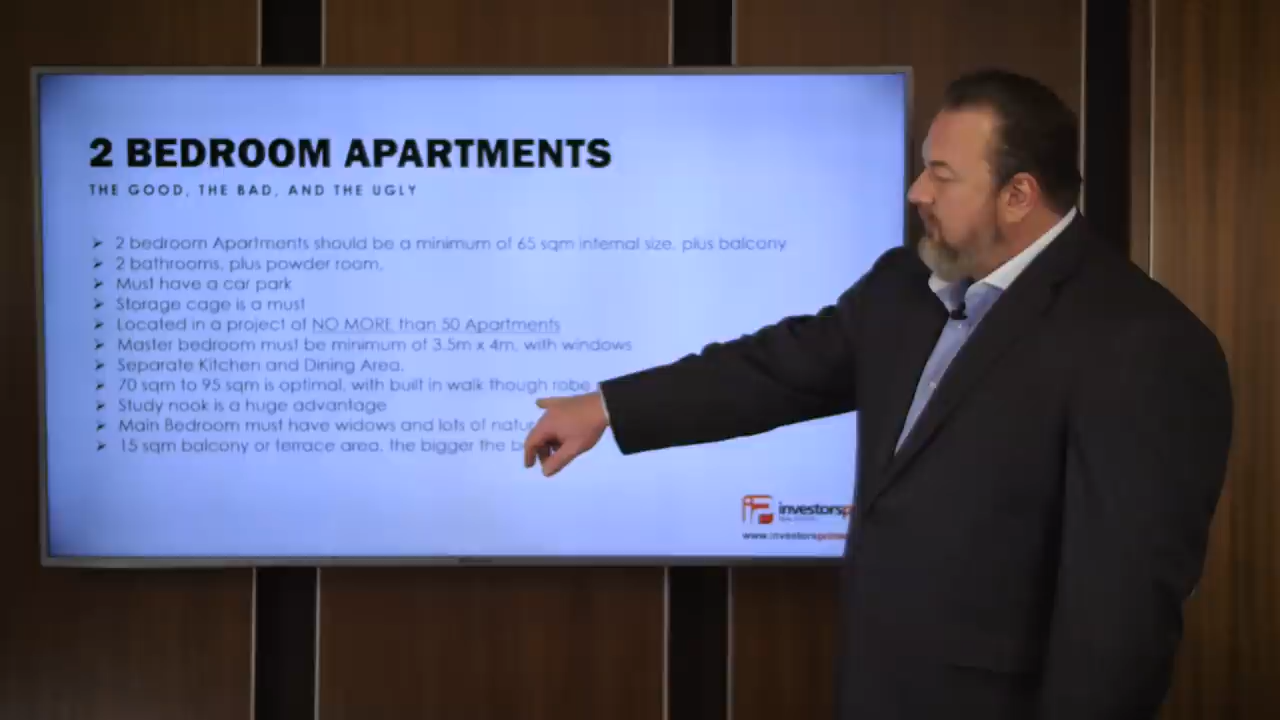 2 BEDROOM APARTMENTS
THE GOOD, THE BAD, AND THE UGLY
➤ 2 bedroom Apartments should be a minimum of 65 sqm internal size, plus balcony
➤ 2 bathrooms, plus powder room,
➤ Must have a car park
➤ Storage cage is a must
➤ Located in a project of NO MORE than 50 Apartments
➤ Master bedroom must be minimum of 3.5m x 4m, with windows
➤ Separate Kitchen and Dining Area.
➤ 70 sqm to 95 sqm is optimal, with built in walk though robe
➤ Study nook is a huge advantage
➤ Main Bedroom must have widows and lots of natu
➤ 15 sqm balcony or terrace area, the bigger the b
investorsp
www.investorsprime